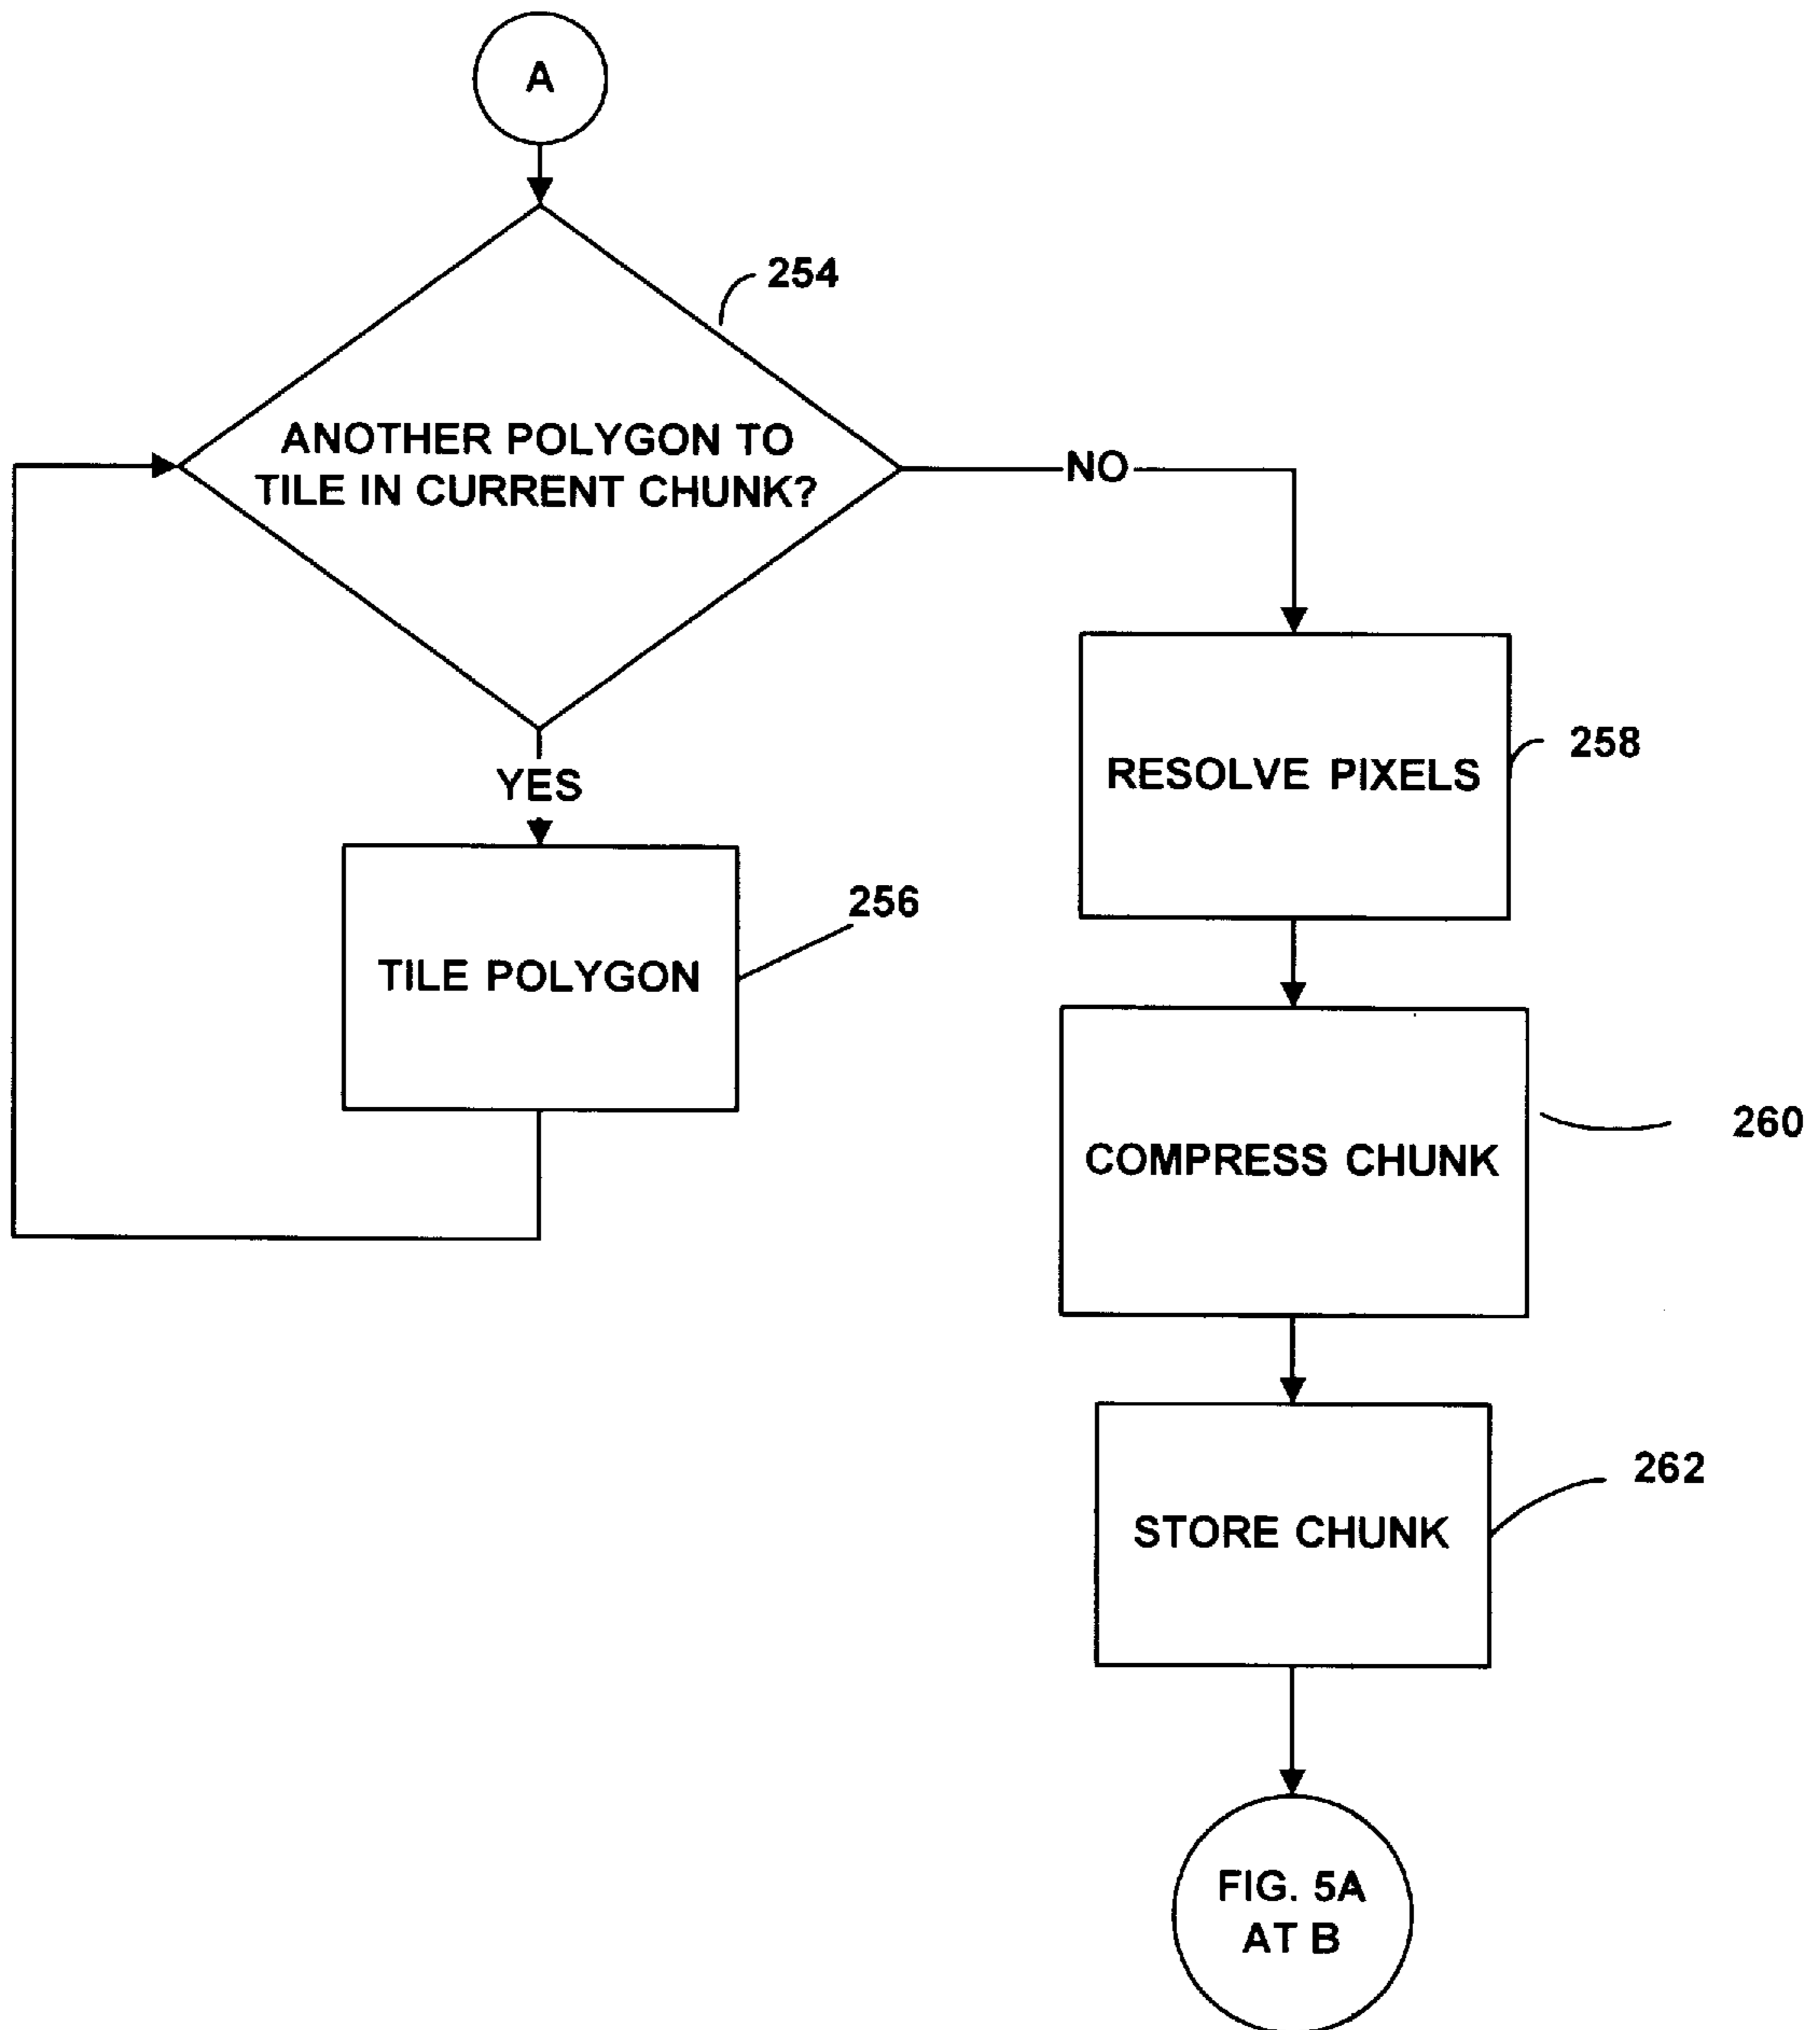 A
254
ANOTHER POLYGON TO
TILE IN CURRENT CHUNK?
NO
YES
258
RESOLVE PIXELS
256
TILE POLYGON
260
COMPRESS CHUNK
262
STORE CHUNK
FIG. 5A
AT B